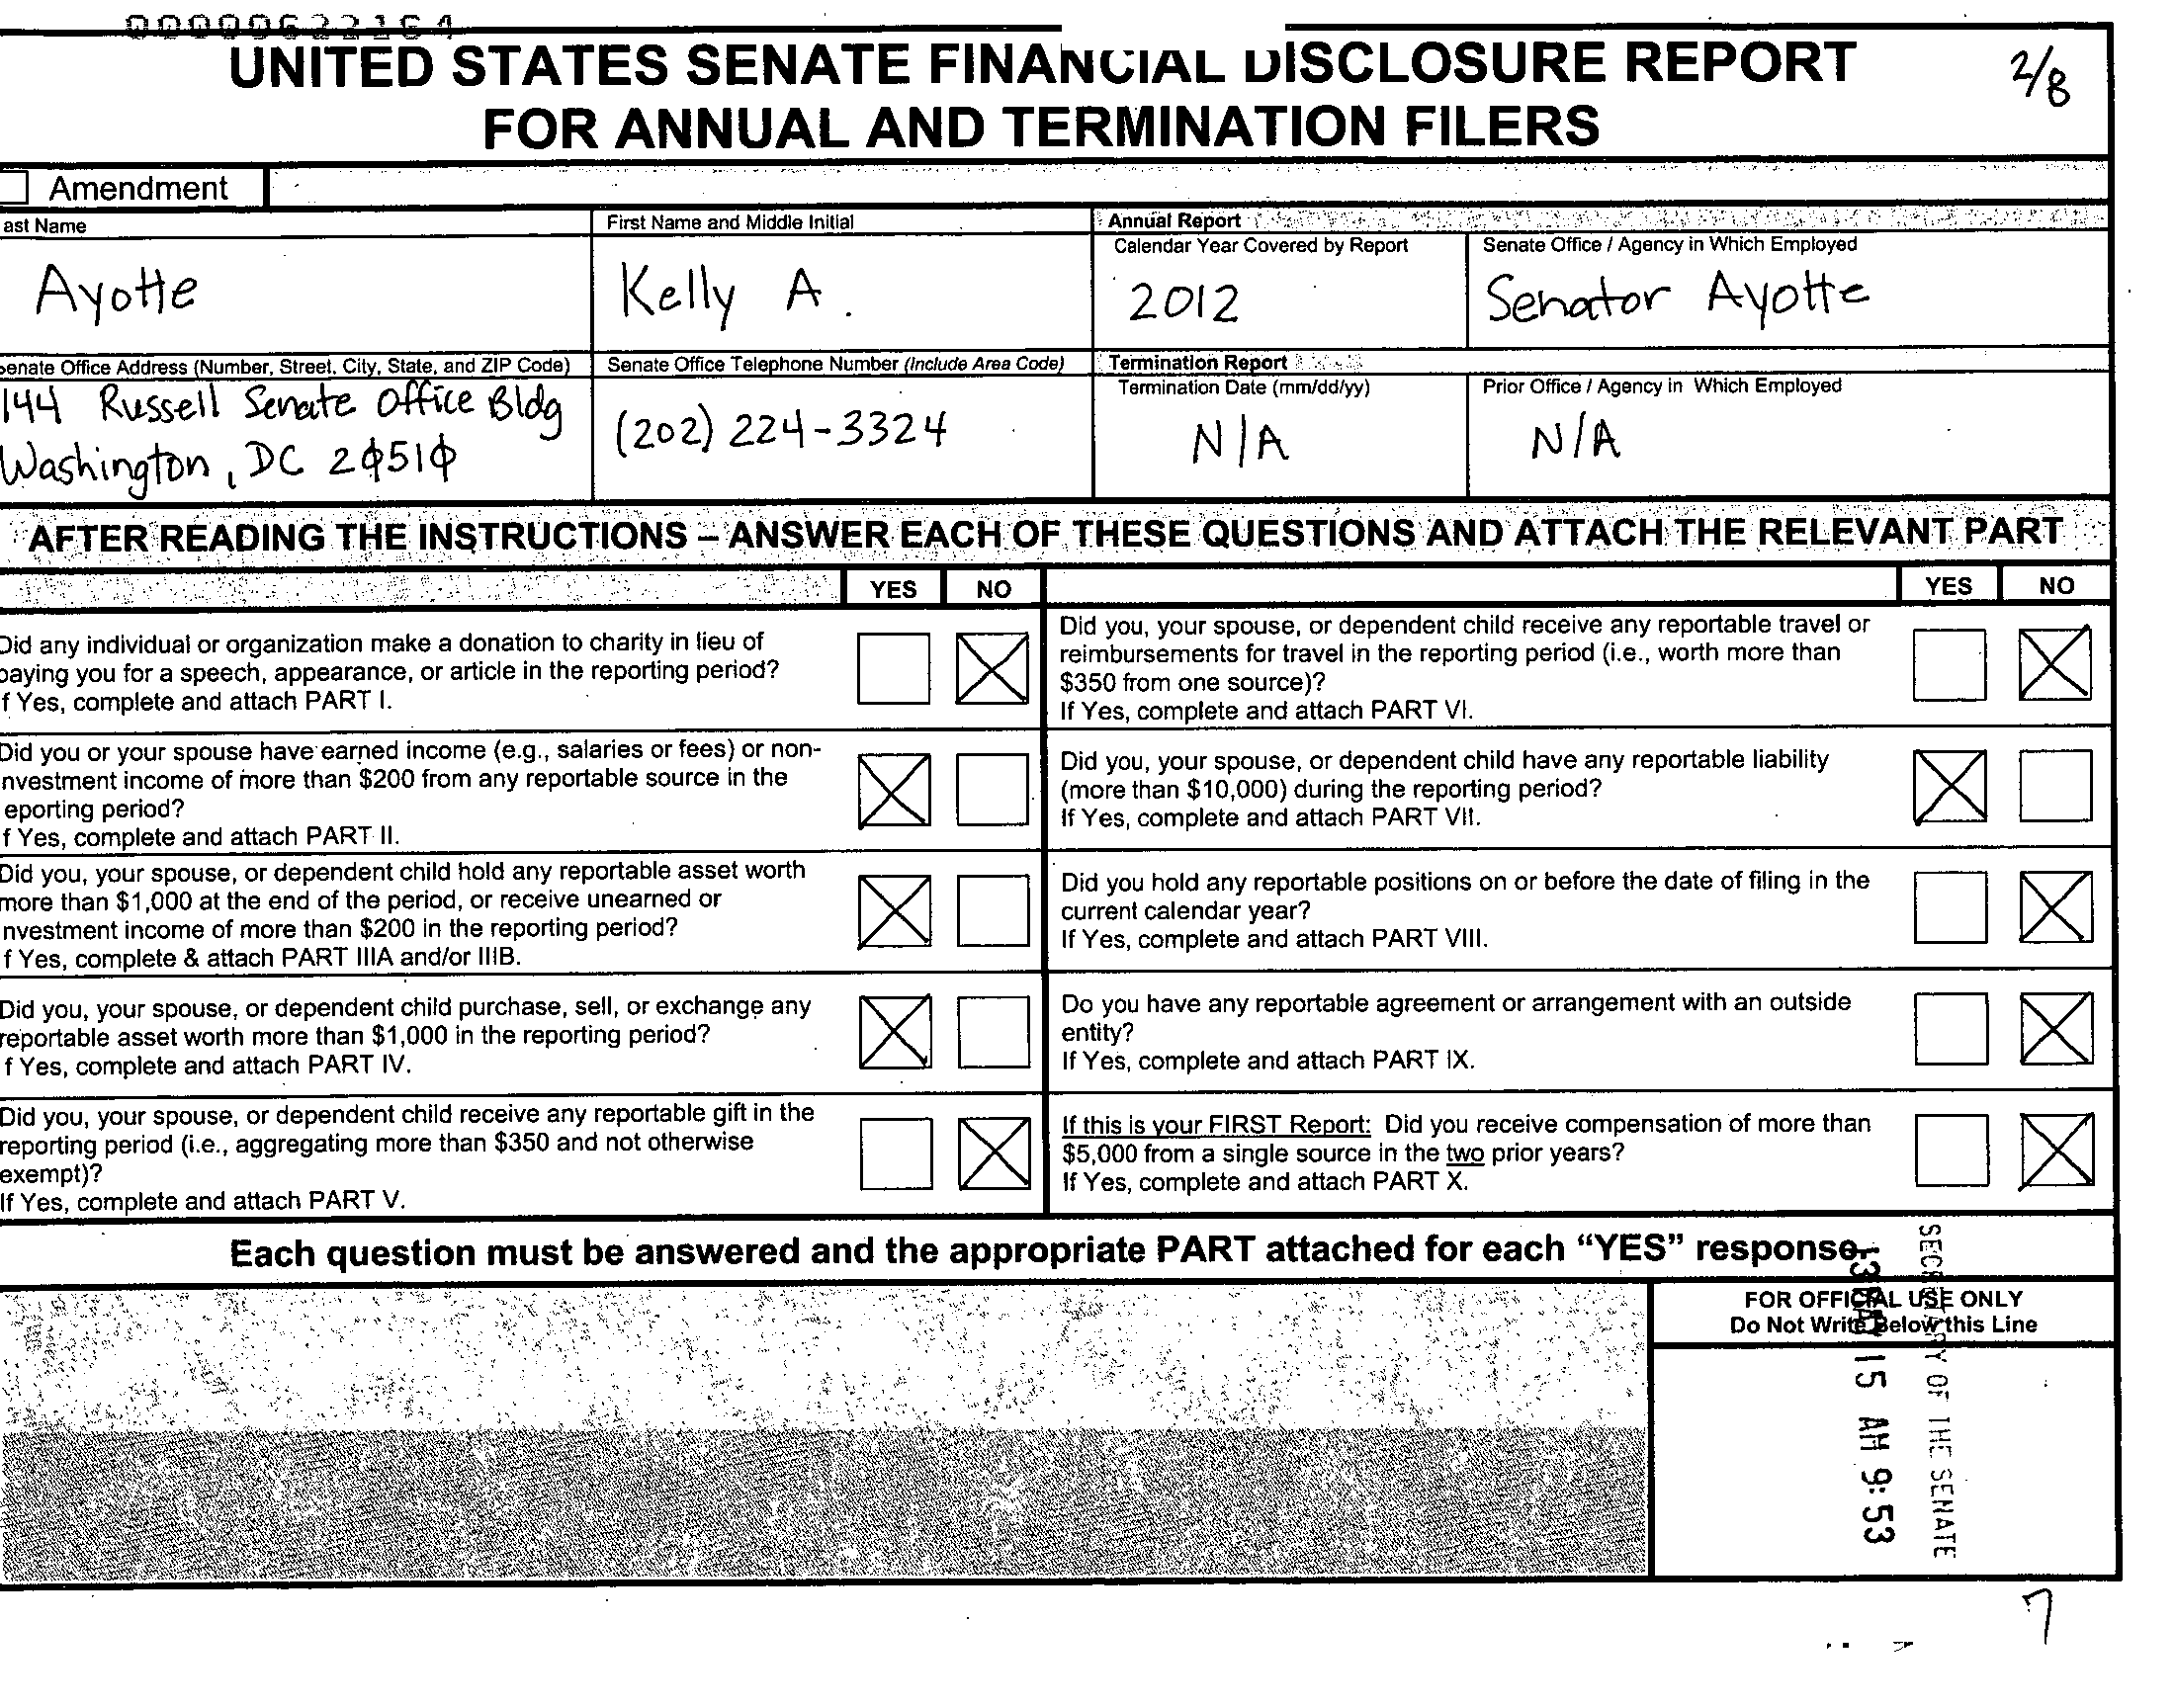 00000622164
UNITED STATES SENATE FINANCIAL DISCLOSURE REPORT
FOR ANNUAL AND TERMINATION FILERS
2/8
Amendment
ast Name
First Name and Middle Initial
Annual Report
Calendar Year Covered by Report
Senate Office / Agency in Which Employed
Ayotte
Kelly A.
2012
Senator Ayotte
enate Office Address (Number, Street, City, State, and ZIP Code)
Senate Office Telephone Number (Include Area Code)
Termination Report
Termination Date (mm/dd/yy)
Prior Office / Agency in Which Employed
144 Russell Senate Office Bldg
Washington, DC 20510
(202) 224-3324
N/A
N/A
AFTER READING THE INSTRUCTIONS – ANSWER EACH OF THESE QUESTIONS AND ATTACH THE RELEVANT PART
YES NO
YES NO
Did any individual or organization make a donation to charity in lieu of
paying you for a speech, appearance, or article in the reporting period?
f Yes, complete and attach PART I.
Did you or your spouse have earned income (e.g., salaries or fees) or non-
nvestment income of more than $200 from any reportable source in the
eporting period?
f Yes, complete and attach PART II.
Did you, your spouse, or dependent child hold any reportable asset worth
more than $1,000 at the end of the period, or receive unearned or
nvestment income of more than $200 in the reporting period?
f Yes, complete & attach PART IIIA and/or IIIB.
Did you, your spouse, or dependent child purchase, sell, or exchange any
reportable asset worth more than $1,000 in the reporting period?
f Yes, complete and attach PART IV.
Did you, your spouse, or dependent child receive any reportable gift in the
reporting period (i.e., aggregating more than $350 and not otherwise
exempt)?
If Yes, complete and attach PART V.
Did you, your spouse, or dependent child receive any reportable travel or
reimbursements for travel in the reporting period (i.e., worth more than
$350 from one source)?
If Yes, complete and attach PART VI.
Did you, your spouse, or dependent child have any reportable liability
(more than $10,000) during the reporting period?
If Yes, complete and attach PART VII.
Did you hold any reportable positions on or before the date of filing in the
current calendar year?
If Yes, complete and attach PART VIII.
Do you have any reportable agreement or arrangement with an outside
entity?
If Yes, complete and attach PART IX.
If this is your FIRST Report: Did you receive compensation of more than
$5,000 from a single source in the two prior years?
If Yes, complete and attach PART X.
Each question must be answered and the appropriate PART attached for each “YES” response.
FOR OFFICIAL USE ONLY
Do Not Write Below this Line
SECRETARY OF THE SENATE
15 AM 9:53
7